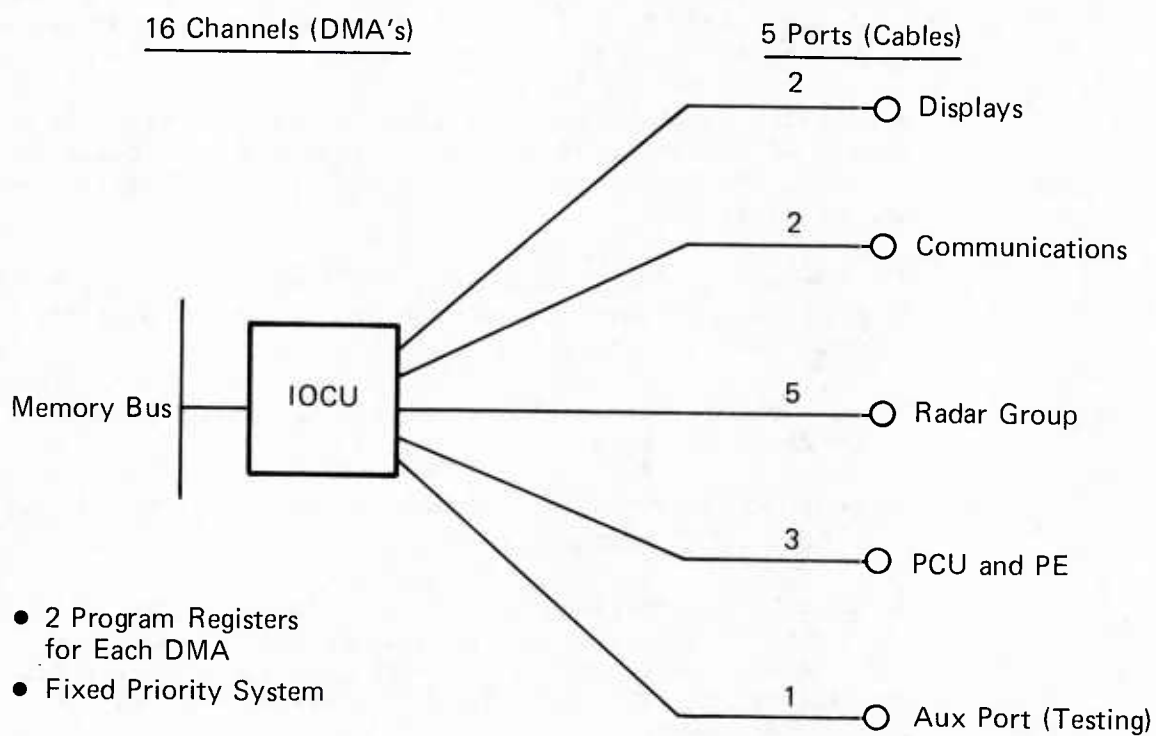 16 Channels (DMA's)
5 Ports (Cables)
2
Displays
2
Communications
Memory Bus
IOCU
5
Radar Group
3
PCU and PE
● 2 Program Registers
for Each DMA
● Fixed Priority System
1
Aux Port (Testing)